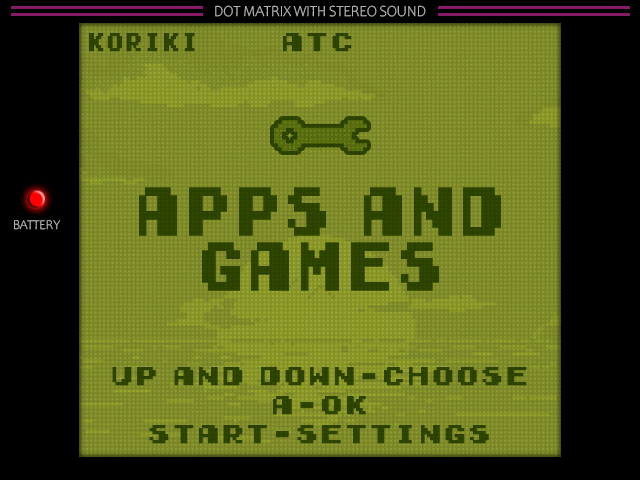 DOT MATRIX WITH STEREO SOUND
KORIKI ATC
APPS AND
GAMES
BATTERY
UP AND DOWN-CHOOSE
A-OK
START-SETTINGS